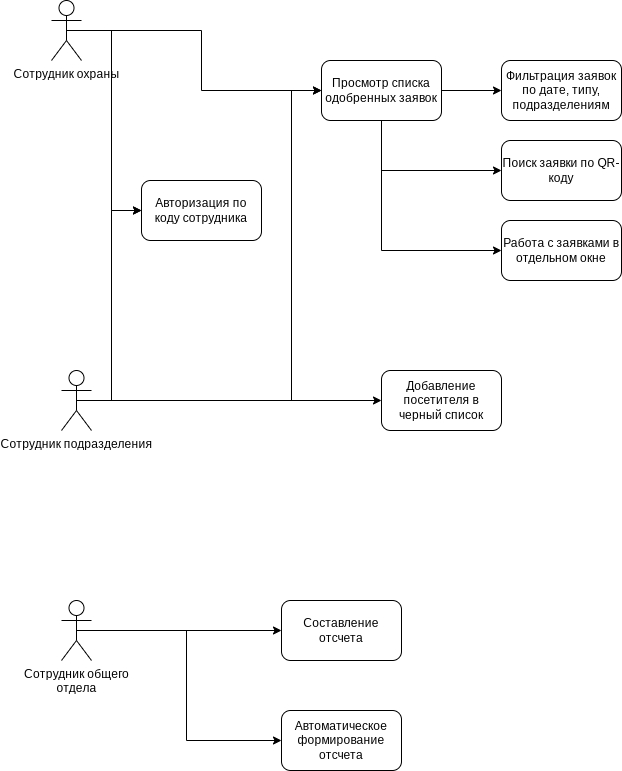 Сотрудник охраны
Просмотр списка
одобренных заявок
Фильтрация заявок
по дате, типу,
подразделениям
Поиск заявки по QR-
коду
Авторизация по
коду сотрудника
Работа с заявками в
отдельном окне
Добавление
посетителя в
черный список
Сотрудник подразделения
Составление
отсчета
Сотрудник общего
отдела
Автоматическое
формирование
отсчета